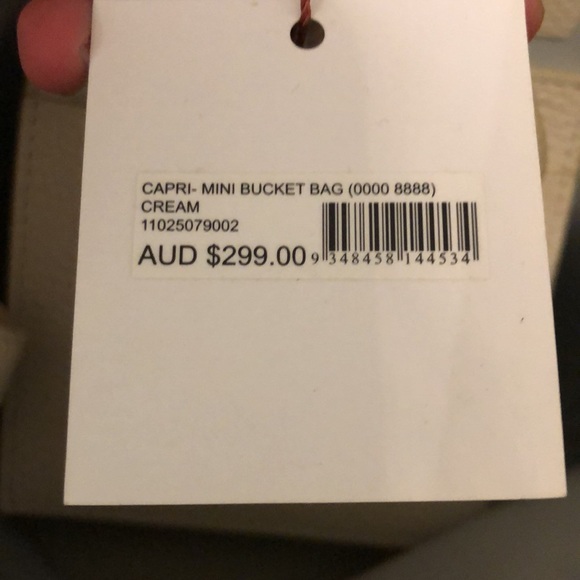 CAPRI- MINI BUCKET BAG (0000 8888)
CREAM
11025079002
AUD $299.00
9 348458 144534